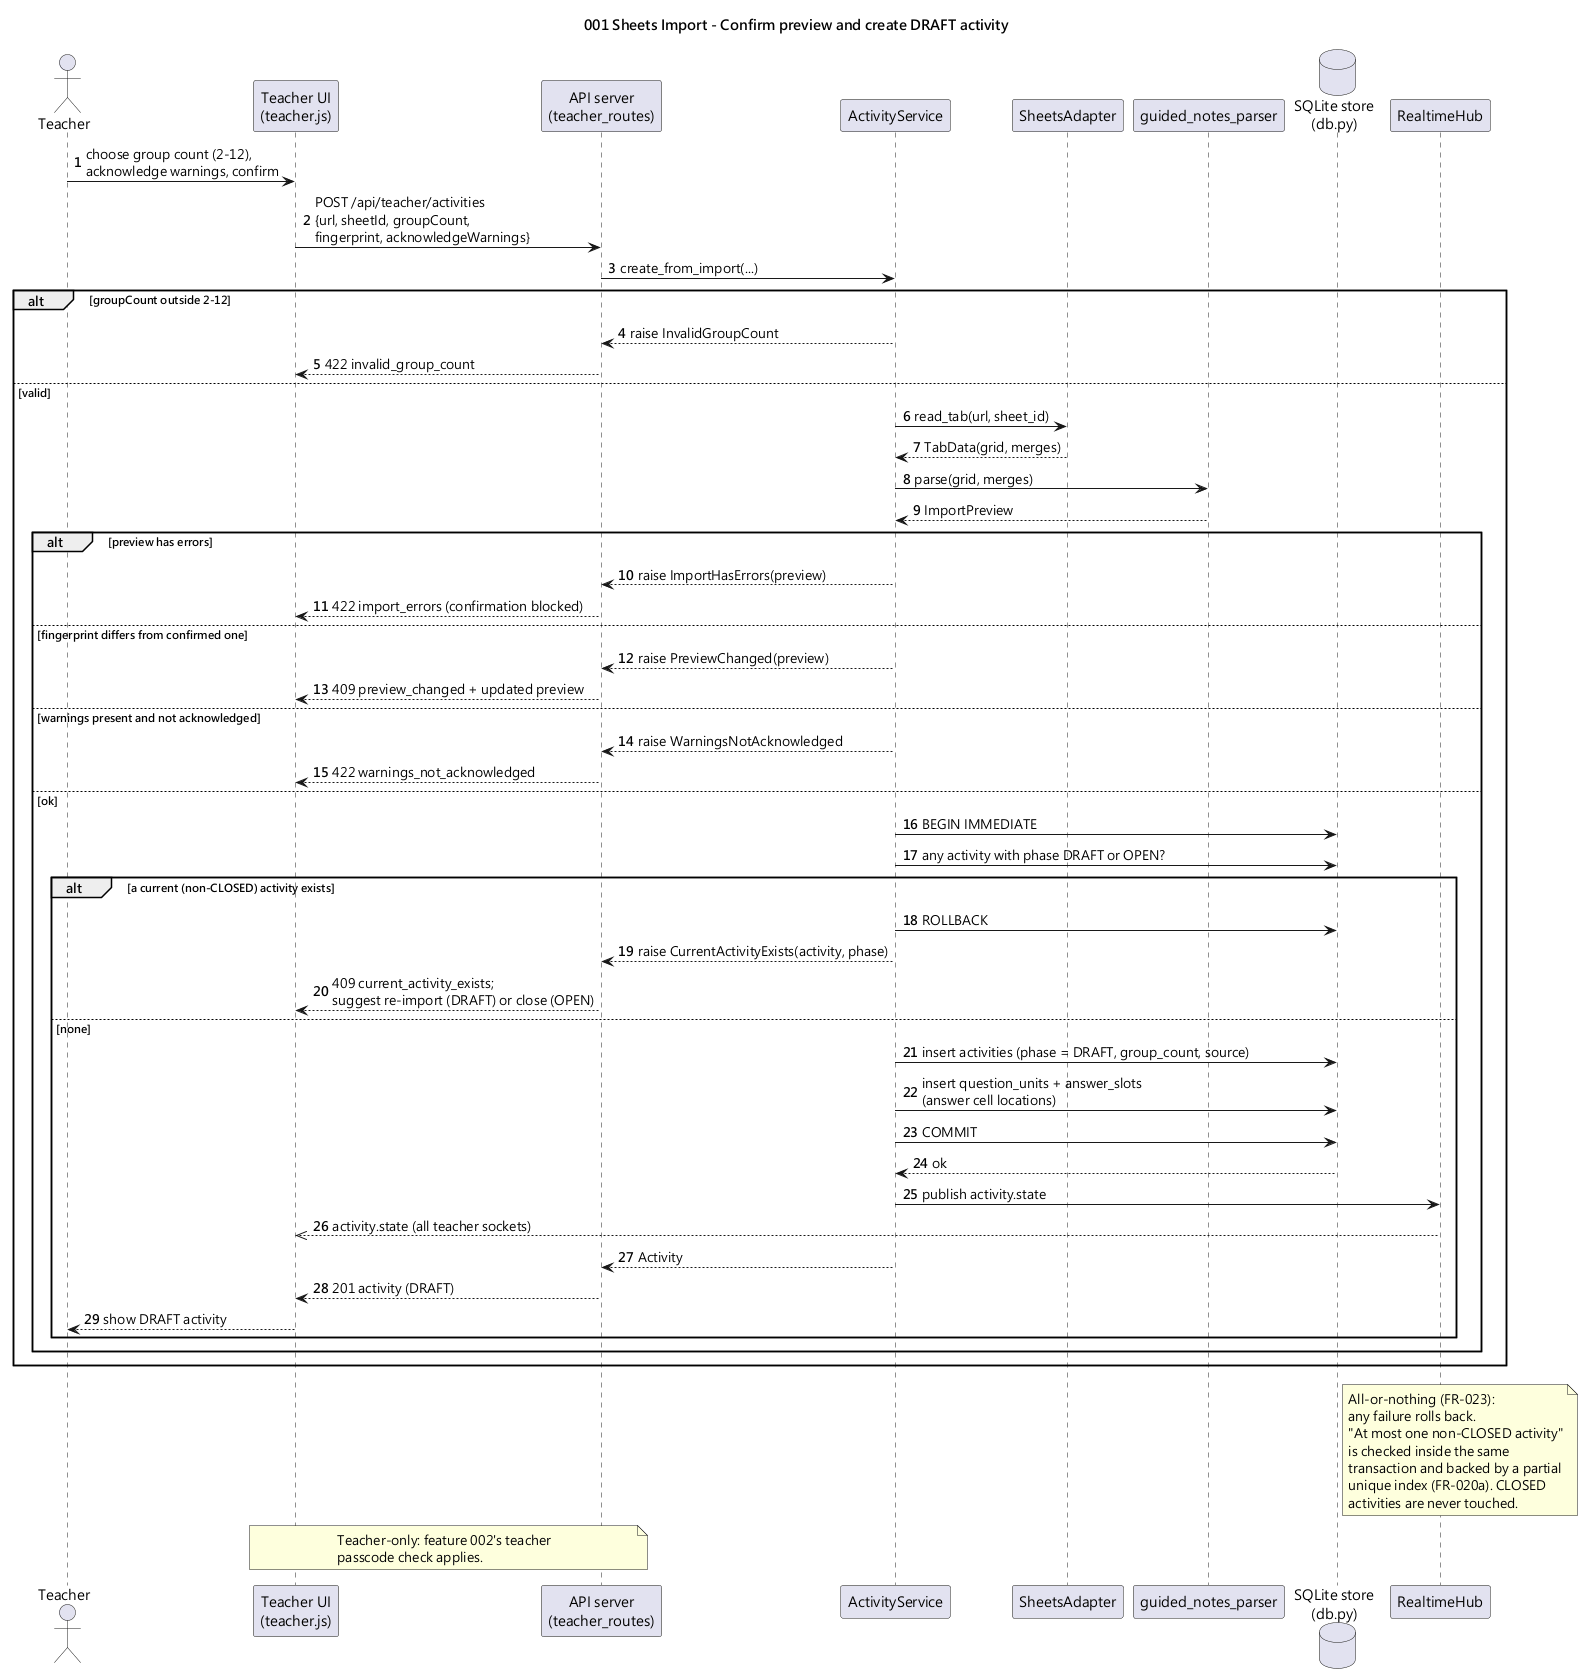 001 Sheets Import - Confirm preview and create DRAFT activity
Teacher
Teacher UI
(teacher.js)
API server
(teacher_routes)
ActivityService
SheetsAdapter
guided_notes_parser
SQLite store
(db.py)
RealtimeHub
1 choose group count (2-12),
acknowledge warnings, confirm
2 POST /api/teacher/activities
{url, sheetId, groupCount,
fingerprint, acknowledgeWarnings}
3 create_from_import(...)
alt [groupCount outside 2-12]
4 raise InvalidGroupCount
5 422 invalid_group_count
[valid]
6 read_tab(url, sheet_id)
7 TabData(grid, merges)
8 parse(grid, merges)
9 ImportPreview
alt [preview has errors]
10 raise ImportHasErrors(preview)
11 422 import_errors (confirmation blocked)
[fingerprint differs from confirmed one]
12 raise PreviewChanged(preview)
13 409 preview_changed + updated preview
[warnings present and not acknowledged]
14 raise WarningsNotAcknowledged
15 422 warnings_not_acknowledged
[ok]
16 BEGIN IMMEDIATE
17 any activity with phase DRAFT or OPEN?
alt [a current (non-CLOSED) activity exists]
18 ROLLBACK
19 raise CurrentActivityExists(activity, phase)
20 409 current_activity_exists;
suggest re-import (DRAFT) or close (OPEN)
[none]
21 insert activities (phase = DRAFT, group_count, source)
22 insert question_units + answer_slots
(answer cell locations)
23 COMMIT
24 ok
25 publish activity.state
26 activity.state (all teacher sockets)
27 Activity
28 201 activity (DRAFT)
29 show DRAFT activity
All-or-nothing (FR-023):
any failure rolls back.
"At most one non-CLOSED activity"
is checked inside the same
transaction and backed by a partial
unique index (FR-020a). CLOSED
activities are never touched.
Teacher-only: feature 002's teacher
passcode check applies.
Teacher
Teacher UI
(teacher.js)
API server
(teacher_routes)
ActivityService
SheetsAdapter
guided_notes_parser
SQLite store
(db.py)
RealtimeHub